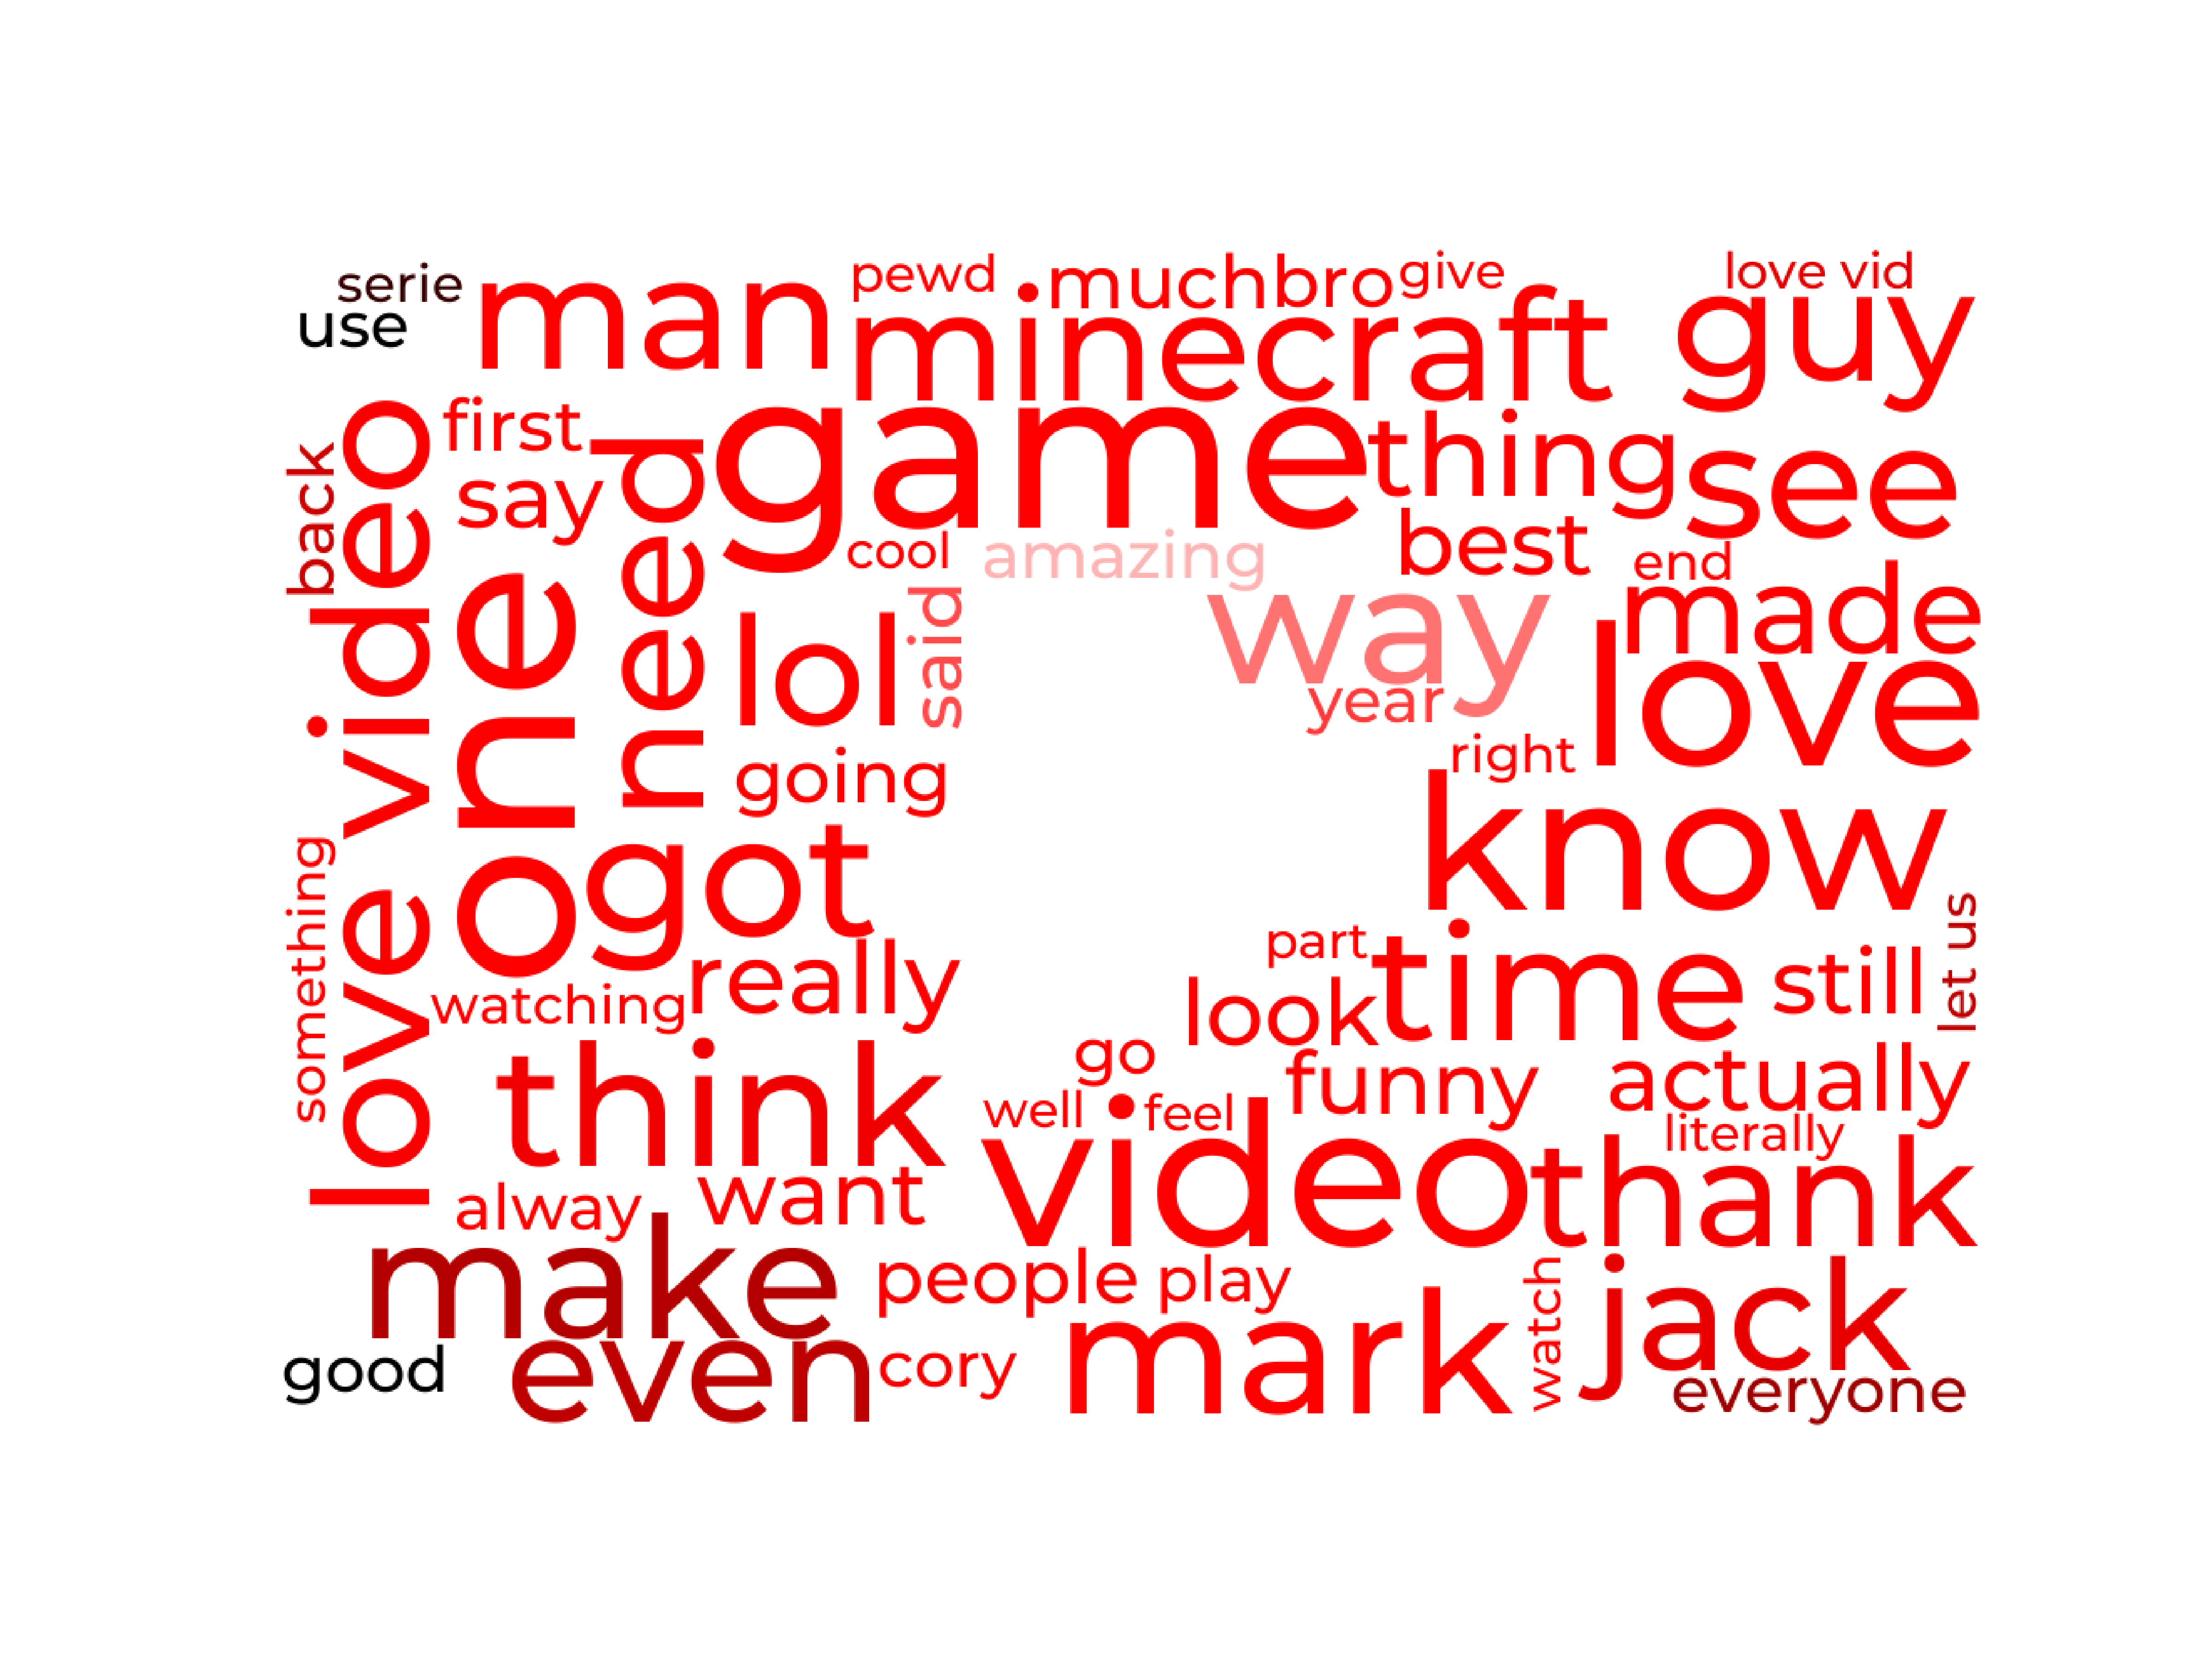 serie
use
man
pewd
much
bro
give
love vid
minecraft
guy
love video
back
first
say
one
need
game
thing
see
cool
amazing
best
end
made
lol
said
way
year
love
right
going
know
something
got
really
watching
part
time
still
let us
look
think
go
funny
actually
well
feel
literally
video
thank
alway
want
make
people
play
watch
jack
good
even
cory
mark
everyone